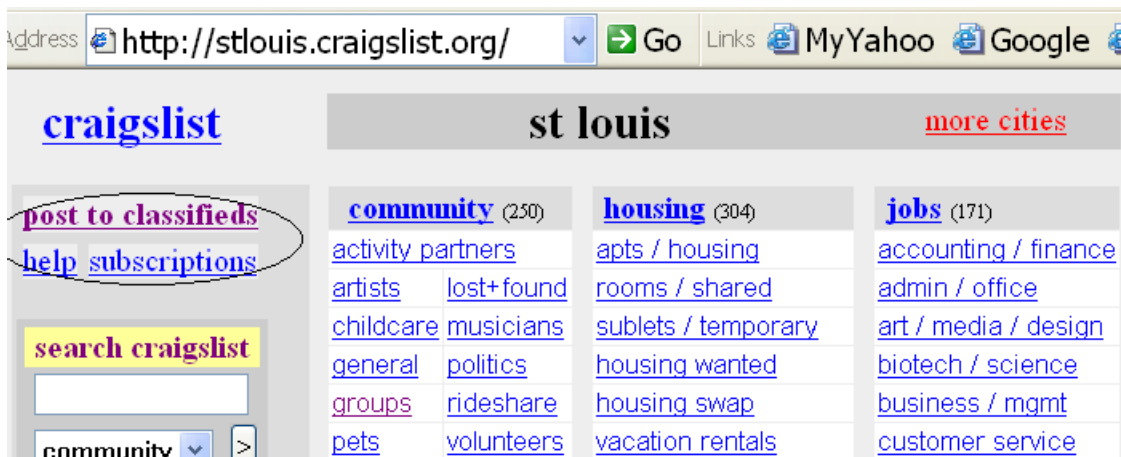 Address http://stlouis.craigslist.org/ Go Links MyYahoo Google
craigslist st louis more cities
post to classifieds
help subscriptions
search craigslist
community >
community (250)
activity partners
artists lost+found
childcare musicians
general politics
groups rideshare
pets volunteers
housing (304)
apts / housing
rooms / shared
sublets / temporary
housing wanted
housing swap
vacation rentals
jobs (171)
accounting / finance
admin / office
art / media / design
biotech / science
business / mgmt
customer service